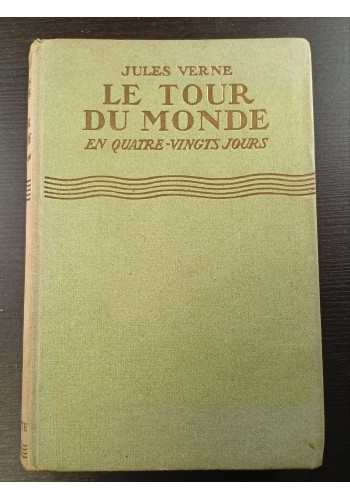 JULES VERNE
LE TOUR
DU MONDE
EN QUATRE-VINGTS JOURS